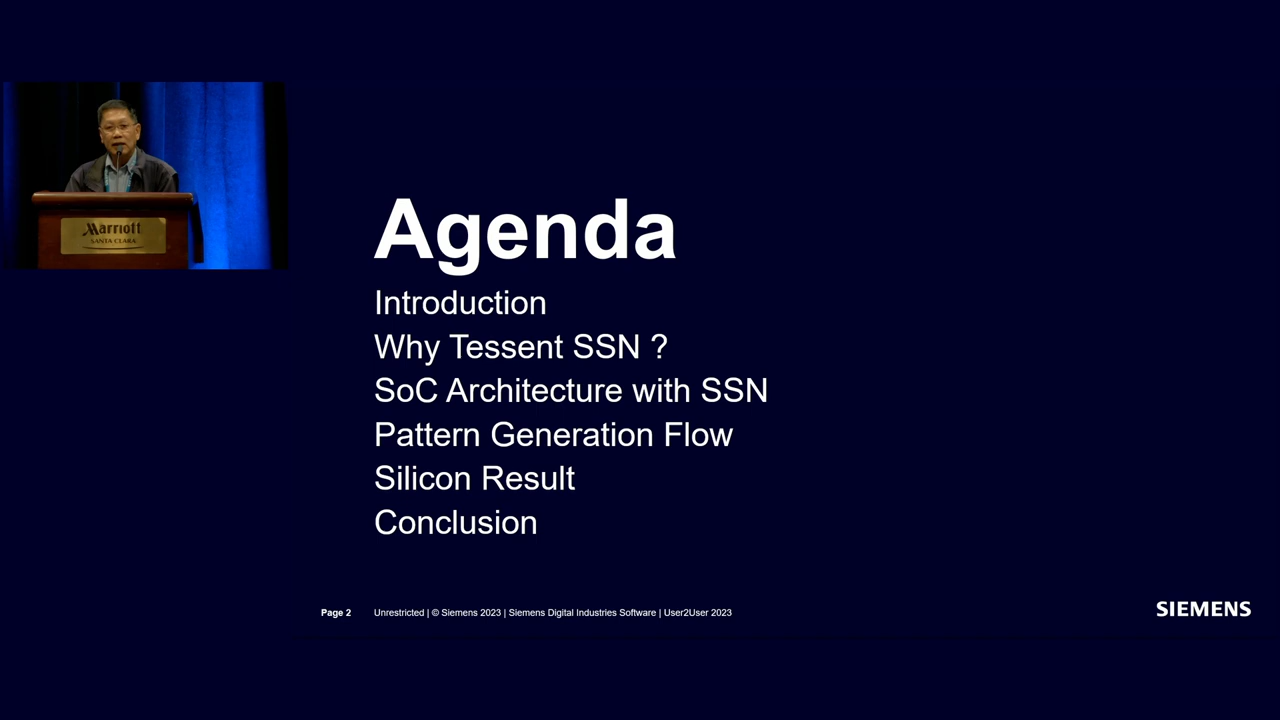 Marriott
SANTA CLARA
Agenda
Introduction
Why Tessent SSN ?
SoC Architecture with SSN
Pattern Generation Flow
Silicon Result
Conclusion
Page 2 Unrestricted | © Siemens 2023 | Siemens Digital Industries Software | User2User 2023
SIEMENS